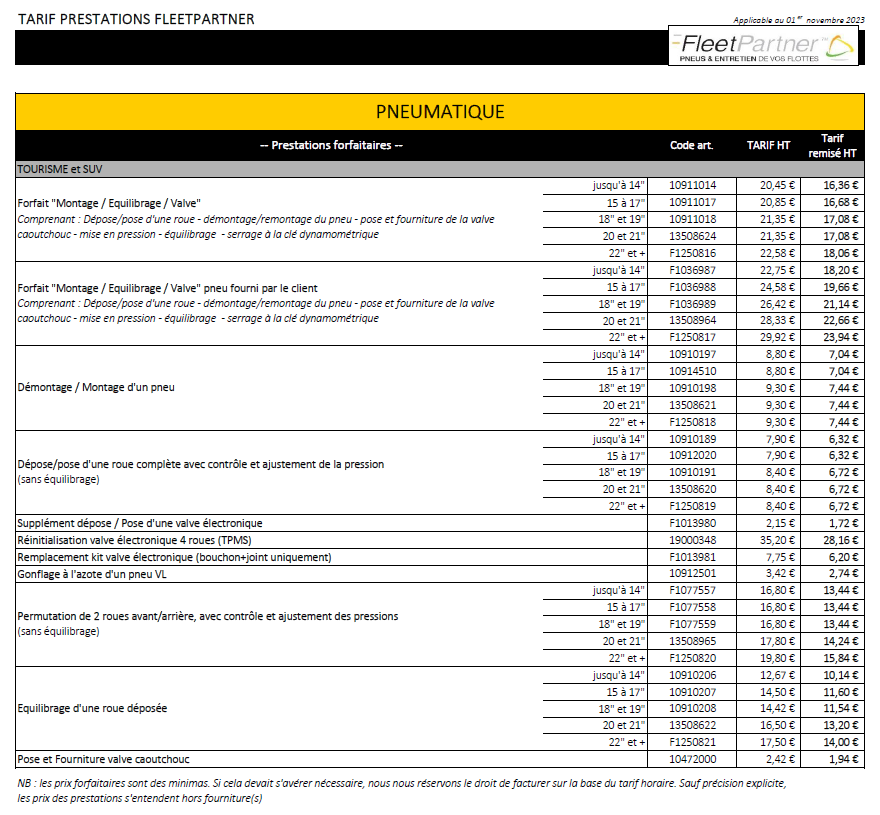 TARIF PRESTATIONS FLEETPARTNER
Applicable au 01er novembre 2023
FleetPartner
PNEUS & ENTRETIEN DE VOS FLOTTES
PNEUMATIQUE
-- Prestations forfaitaires -- Code art. TARIF HT Tarif remisé HT
TOURISME et SUV
Forfait "Montage / Equilibrage / Valve"
Comprenant : Dépose/pose d'une roue - démontage/remontage du pneu - pose et fourniture de la valve
caoutchouc - mise en pression - équilibrage - serrage à la clé dynamométrique
jusqu'à 14" 10911014 20,45 € 16,36 €
15 à 17" 10911017 20,85 € 16,68 €
18" et 19" 10911018 21,35 € 17,08 €
20 et 21" 13508624 21,35 € 17,08 €
22" et + F1250816 22,58 € 18,06 €
Forfait "Montage / Equilibrage / Valve" pneu fourni par le client
Comprenant : Dépose/pose d'une roue - démontage/remontage du pneu - pose et fourniture de la valve
caoutchouc - mise en pression - équilibrage - serrage à la clé dynamométrique
jusqu'à 14" F1036987 22,75 € 18,20 €
15 à 17" F1036988 24,58 € 19,66 €
18" et 19" F1036989 26,42 € 21,14 €
20 et 21" 13508964 28,33 € 22,66 €
22" et + F1250817 29,92 € 23,94 €
Démontage / Montage d'un pneu
jusqu'à 14" 10910197 8,80 € 7,04 €
15 à 17" 10914510 8,80 € 7,04 €
18" et 19" 10910198 9,30 € 7,44 €
20 et 21" 13508621 9,30 € 7,44 €
22" et + F1250818 9,30 € 7,44 €
Dépose/pose d'une roue complète avec contrôle et ajustement de la pression
(sans équilibrage)
jusqu'à 14" 10910189 7,90 € 6,32 €
15 à 17" 10912020 7,90 € 6,32 €
18" et 19" 10910191 8,40 € 6,72 €
20 et 21" 13508620 8,40 € 6,72 €
22" et + F1250819 8,40 € 6,72 €
Supplément dépose / Pose d'une valve électronique F1013980 2,15 € 1,72 €
Réinitialisation valve électronique 4 roues (TPMS) 19000348 35,20 € 28,16 €
Remplacement kit valve électronique (bouchon+joint uniquement) F1013981 7,75 € 6,20 €
Gonflage à l'azote d'un pneu VL 10912501 3,42 € 2,74 €
Permutation de 2 roues avant/arrière, avec contrôle et ajustement des pressions
(sans équilibrage)
jusqu'à 14" F1077557 16,80 € 13,44 €
15 à 17" F1077558 16,80 € 13,44 €
18" et 19" F1077559 16,80 € 13,44 €
20 et 21" 13508965 17,80 € 14,24 €
22" et + F1250820 19,80 € 15,84 €
Equilibrage d'une roue déposée
jusqu'à 14" 10910206 12,67 € 10,14 €
15 à 17" 10910207 14,50 € 11,60 €
18" et 19" 10910208 14,42 € 11,54 €
20 et 21" 13508622 16,50 € 13,20 €
22" et + F1250821 17,50 € 14,00 €
Pose et Fourniture valve caoutchouc 10472000 2,42 € 1,94 €
NB : les prix forfaitaires sont des minimas. Si cela devait s'avérer nécessaire, nous nous réservons le droit de facturer sur la base du tarif horaire. Sauf précision explicite,
les prix des prestations s'entendent hors fourniture(s)